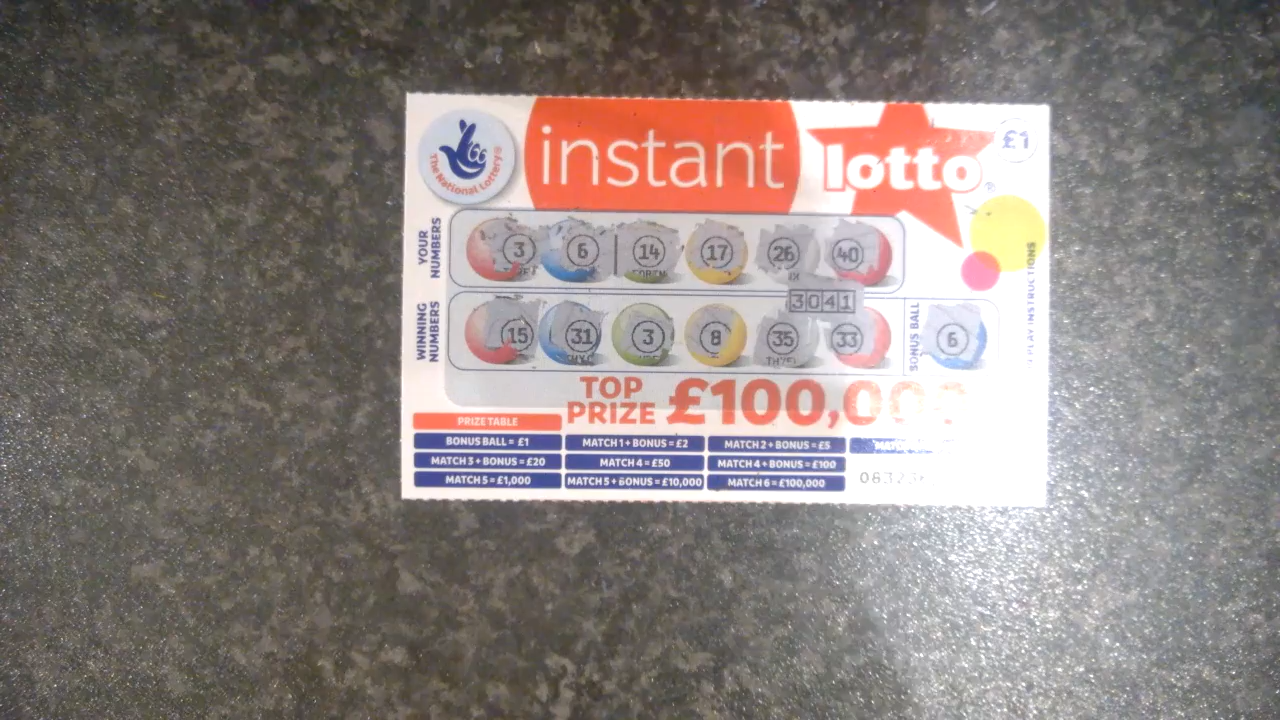 The National Lottery®
instant lotto®
£1
YOUR NUMBERS
3 6 14 17 26 40
3041
WINNING NUMBERS
15 31 3 8 35 33
BONUS BALL
6
PLAY INSTRUCTIONS
TOP PRIZE £100,000
PRIZE TABLE
BONUS BALL = £1 MATCH 1 + BONUS = £2 MATCH 2 + BONUS = £5
MATCH 3 + BONUS = £20 MATCH 4 = £50 MATCH 4 + BONUS = £100
MATCH 5 = £1,000 MATCH 5 + BONUS = £10,000 MATCH 6 = £100,000